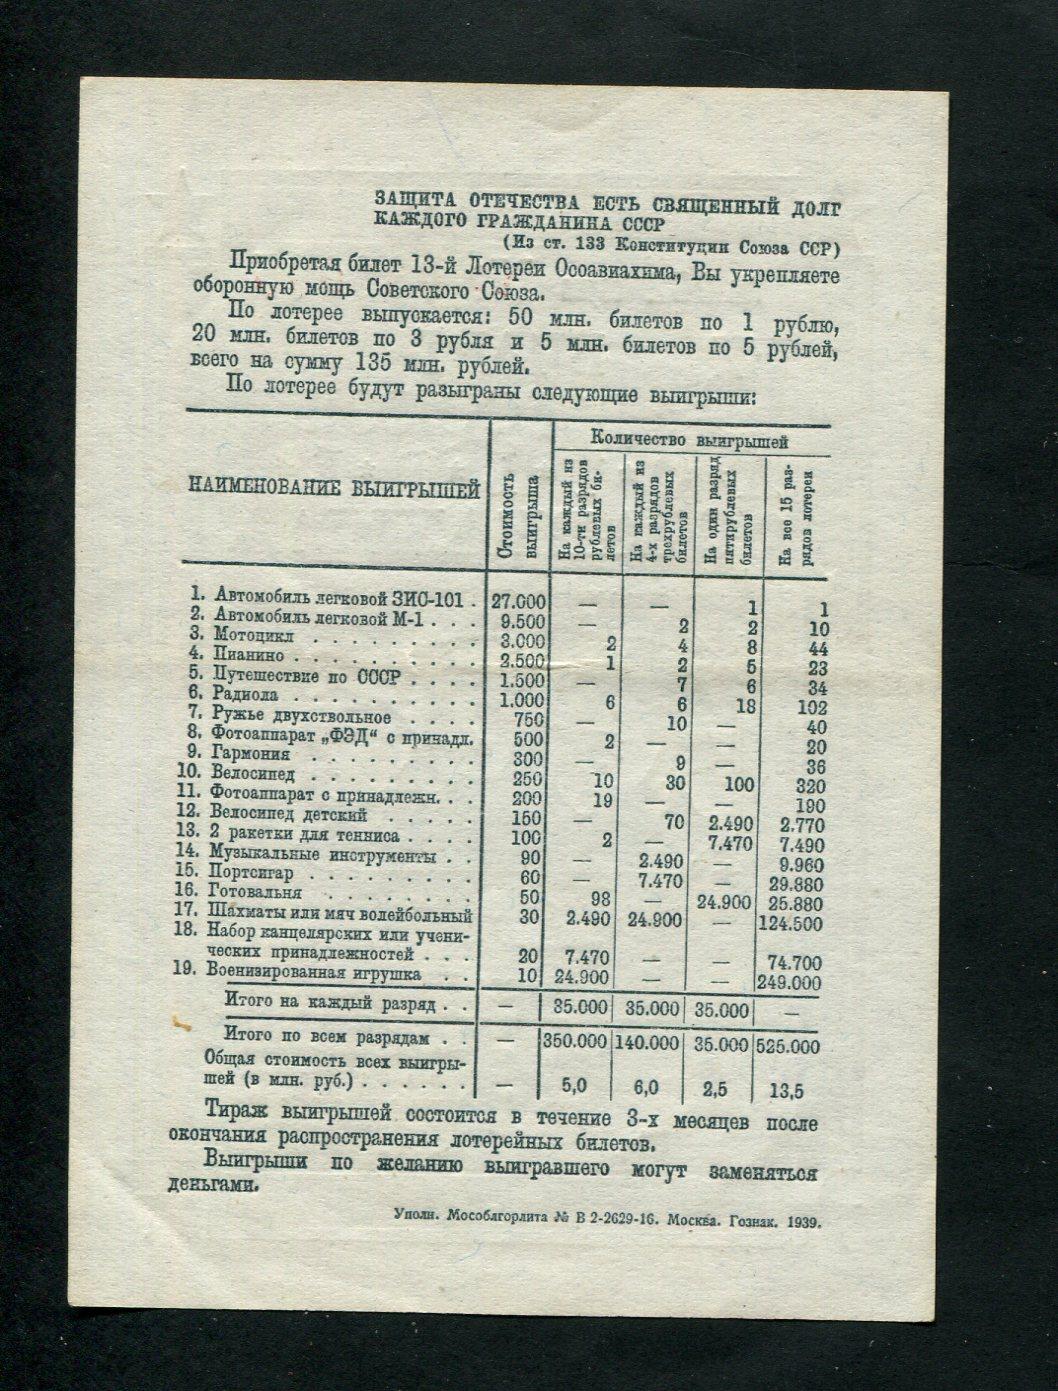 ЗАЩИТА ОТЕЧЕСТВА ЕСТЬ СВЯЩЕННЫЙ ДОЛГ
КАЖДОГО ГРАЖДАНИНА СССР
(Из ст. 133 Конституции Союза ССР)
Приобретая билет 13-й Лотереи Осоавиахима, Вы укрепляете
оборонную мощь Советского Союза.
По лотерее выпускается: 50 млн. билетов по 1 рублю,
20 млн. билетов по 3 рубля и 5 млн. билетов по 5 рублей,
всего на сумму 135 млн. рублей.
По лотерее будут разыграны следующие выигрыши:
НАИМЕНОВАНИЕ ВЫИГРЫШЕЙ
Стоимость
выигрыша
Количество выигрышей
На каждый из
10-ти разрядов
рублевых би-
летов
На каждый из
4-х разрядов
трехрублевых
билетов
На один разряд
пятирублевых
билетов
На все 15 раз-
рядов лотереи
1. Автомобиль легковой ЗИС-101 . 27.000 — — 1 1
2. Автомобиль легковой М-1 . . . 9.500 — 2 2 10
3. Мотоцикл . . . . . . . . . 3.000 2 4 8 44
4. Пианино . . . . . . . . . . 2.500 1 2 5 23
5. Путешествие по СССР . . . . 1.500 — 7 6 34
6. Радиола . . . . . . . . . . 1.000 6 6 18 102
7. Ружье двухствольное . . . . 750 — 10 — 40
8. Фотоаппарат „ФЭД“ с принадл. 500 2 — — 20
9. Гармония . . . . . . . . . 300 — 9 — 36
10. Велосипед . . . . . . . . . 250 10 30 100 320
11. Фотоаппарат с принадлежн. . . 200 19 — — 190
12. Велосипед детский . . . . . 150 — 70 2.490 2.770
13. 2 ракетки для тенниса . . . . 100 2 — 7.470 7.490
14. Музыкальные инструменты . . 90 — 2.490 — 9.960
15. Портсигар . . . . . . . . . 60 — 7.470 — 29.880
16. Готовальня . . . . . . . . 50 98 — 24.900 25.880
17. Шахматы или мяч волейбольный 30 2.490 24.900 — 124.500
18. Набор канцелярских или учени-
ческих принадлежностей . . . 20 7.470 — — 74.700
19. Военизированная игрушка . . 10 24.900 — — 249.000
Итого на каждый разряд . . — 35.000 35.000 35.000 —
Итого по всем разрядам . . — 350.000 140.000 35.000 525.000
Общая стоимость всех выигры-
шей (в млн. руб.) . . . . . . — 5,0 6,0 2,5 13,5
Тираж выигрышей состоится в течение 3-х месяцев после
окончания распространения лотерейных билетов.
Выигрыши по желанию выигравшего могут заменяться
деньгами.
Уполн. Мособлгорлита № В 2-2629-16. Москва. Гознак. 1939.